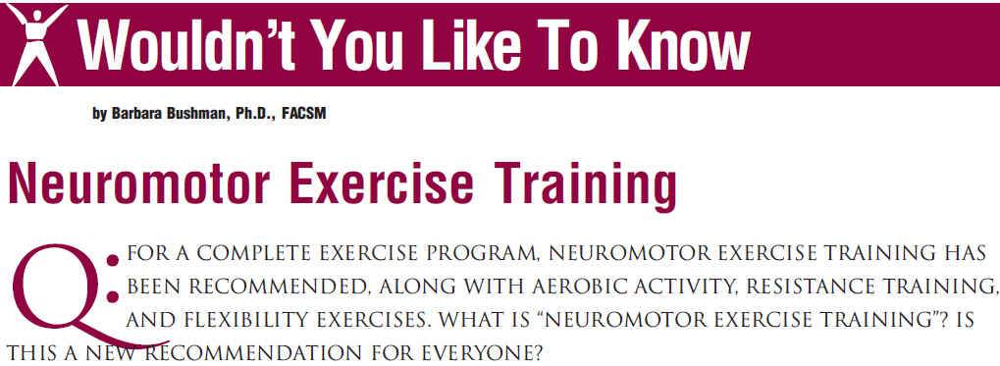 Wouldn't You Like To Know
by Barbara Bushman, Ph.D., FACSM
Neuromotor Exercise Training
Q: FOR A COMPLETE EXERCISE PROGRAM, NEUROMOTOR EXERCISE TRAINING HAS
BEEN RECOMMENDED, ALONG WITH AEROBIC ACTIVITY, RESISTANCE TRAINING,
AND FLEXIBILITY EXERCISES. WHAT IS “NEUROMOTOR EXERCISE TRAINING”? IS
THIS A NEW RECOMMENDATION FOR EVERYONE?